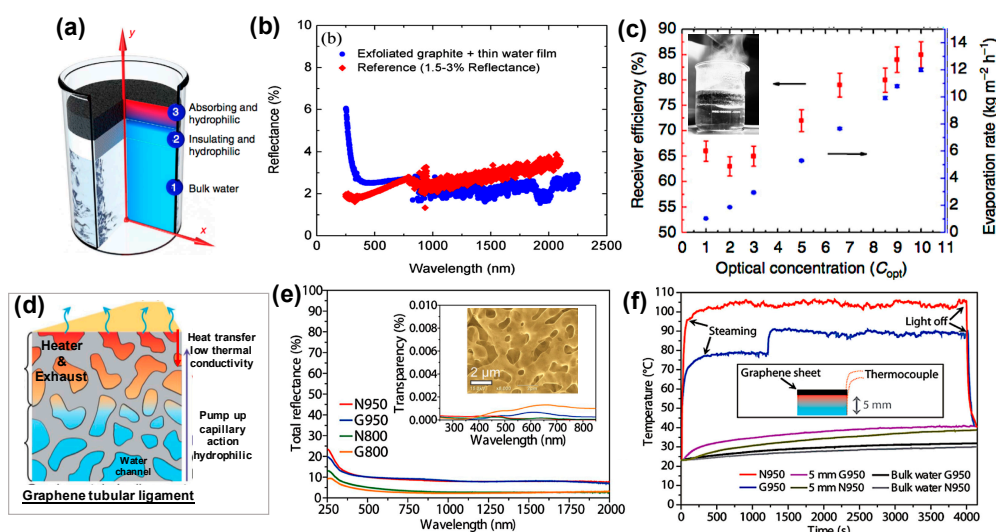 (a)
y
3
Absorbing and
hydrophilic
2
Insulating and
hydrophilic
1
Bulk water
x
(b)
(b)
Exfoliated graphite + thin water film
Reference (1.5-3% Reflectance)
Reflectance (%)
10
8
6
4
2
0
0 500 1000 1500 2000 2500
Wavelength (nm)
(c)
Receiver efficiency (%)
90
85
80
75
70
65
60
55
50
14
12
10
8
6
4
2
0
Evaporation rate (kg m⁻² h⁻¹)
0 1 2 3 4 5 6 7 8 9 10 11
Optical concentration (Copt)
(d)
Heater
&
Exhaust
Heat transfer
low thermal
conductivity
Pump up
capillary
action
hydrophilic
Water
channel
Graphene tubular ligament
(e)
Total reflectance (%)
100
90
80
70
60
50
40
30
20
10
0
N950
G950
N800
G800
Transparency (%)
0.010
0.008
0.006
0.004
0.002
0.000
2 µm
300 400 500 600 700 800
Wavelength (nm)
250 500 750 1000 1250 1500 1750 2000
Wavelength (nm)
(f)
Temperature (°C)
110
100
90
80
70
60
50
40
30
20
10
0
Steaming
Light off
Graphene sheet
Thermocouple
5 mm
N950
5 mm G950
Bulk water G950
G950
5 mm N950
Bulk water N950
0 500 1000 1500 2000 2500 3000 3500 4000
Time (s)